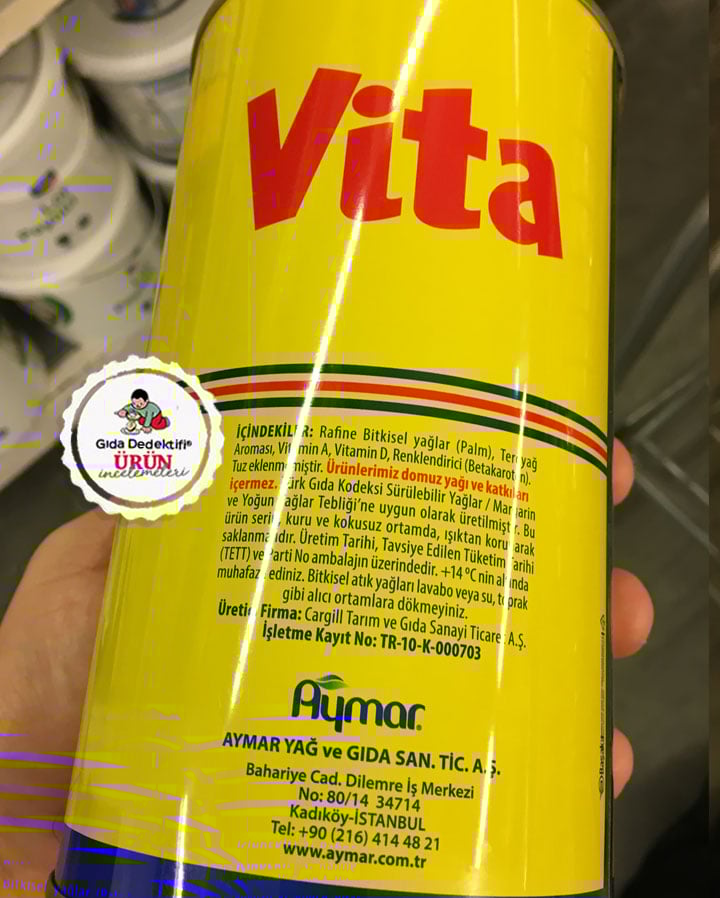 Vita
Gıda Dedektifi®
ÜRÜN
incelemeleri
İÇİNDEKİLER: Rafine Bitkisel yağlar (Palm), Tereyağ
Aroması, Vitamin A, Vitamin D, Renklendirici (Betakarotin).
Tuz eklenmemiştir. Ürünlerimiz domuz yağı ve katkıları
içermez. Türk Gıda Kodeksi Sürülebilir Yağlar / Margarin
ve Yoğun Yağlar Tebliği'ne uygun olarak üretilmiştir. Bu
ürün serin, kuru ve kokusuz ortamda, ışıktan korunarak
saklanmalıdır. Üretim Tarihi, Tavsiye Edilen Tüketim Tarihi
(TETT) ve Parti No ambalajın üzerindedir. +14 °C nin altında
muhafaza ediniz. Bitkisel atık yağları lavabo veya su, toprak
gibi alıcı ortamlara dökmeyiniz.
Üretici Firma: Cargill Tarım ve Gıda Sanayi Ticaret A.Ş.
İşletme Kayıt No: TR-10-K-000703
Aymar
AYMAR YAĞ ve GIDA SAN. TİC. A.Ş.
Bahariye Cad. Dilemre İş Merkezi
No: 80/14 34714
Kadıköy-İSTANBUL
Tel: +90 (216) 414 48 21
www.aymar.com.tr